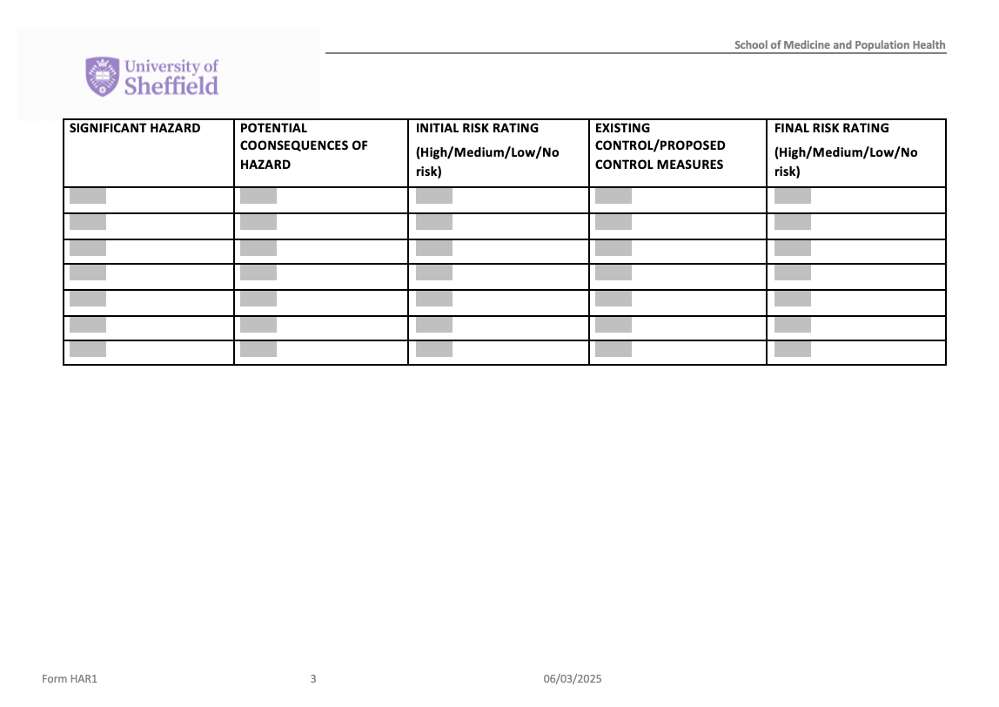 School of Medicine and Population Health
University of
Sheffield
SIGNIFICANT HAZARD
POTENTIAL
COONSEQUENCES OF
HAZARD
INITIAL RISK RATING
(High/Medium/Low/No
risk)
EXISTING
CONTROL/PROPOSED
CONTROL MEASURES
FINAL RISK RATING
(High/Medium/Low/No
risk)
Form HAR1
3
06/03/2025